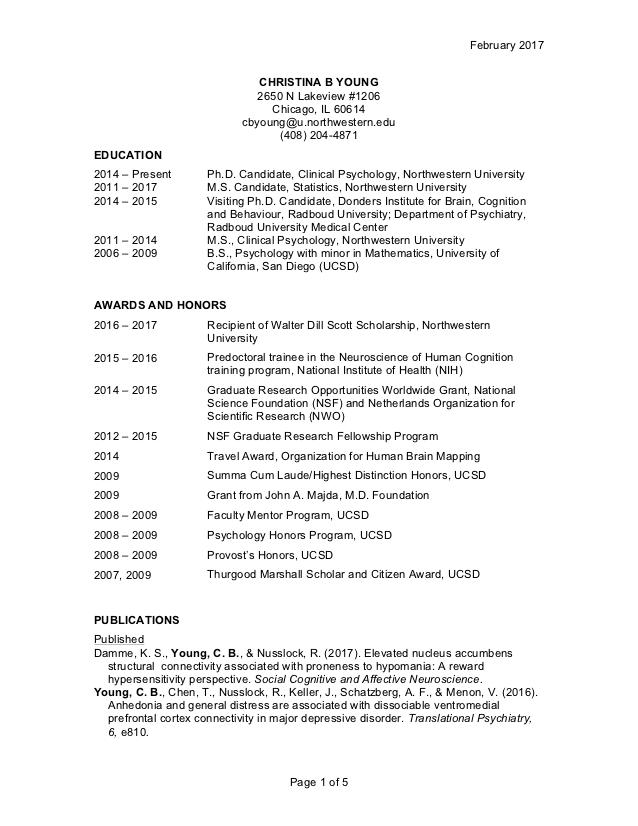 February 2017
CHRISTINA B YOUNG
2650 N Lakeview #1206
Chicago, IL 60614
cbyoung@u.northwestern.edu
(408) 204-4871
EDUCATION
2014 – Present Ph.D. Candidate, Clinical Psychology, Northwestern University
2011 – 2017 M.S. Candidate, Statistics, Northwestern University
2014 – 2015 Visiting Ph.D. Candidate, Donders Institute for Brain, Cognition
and Behaviour, Radboud University; Department of Psychiatry,
Radboud University Medical Center
2011 – 2014 M.S., Clinical Psychology, Northwestern University
2006 – 2009 B.S., Psychology with minor in Mathematics, University of
California, San Diego (UCSD)
AWARDS AND HONORS
2016 – 2017 Recipient of Walter Dill Scott Scholarship, Northwestern
University
2015 – 2016 Predoctoral trainee in the Neuroscience of Human Cognition
training program, National Institute of Health (NIH)
2014 – 2015 Graduate Research Opportunities Worldwide Grant, National
Science Foundation (NSF) and Netherlands Organization for
Scientific Research (NWO)
2012 – 2015 NSF Graduate Research Fellowship Program
2014 Travel Award, Organization for Human Brain Mapping
2009 Summa Cum Laude/Highest Distinction Honors, UCSD
2009 Grant from John A. Majda, M.D. Foundation
2008 – 2009 Faculty Mentor Program, UCSD
2008 – 2009 Psychology Honors Program, UCSD
2008 – 2009 Provost's Honors, UCSD
2007, 2009 Thurgood Marshall Scholar and Citizen Award, UCSD
PUBLICATIONS
Published
Damme, K. S., Young, C. B., & Nusslock, R. (2017). Elevated nucleus accumbens
structural connectivity associated with proneness to hypomania: A reward
hypersensitivity perspective. Social Cognitive and Affective Neuroscience.
Young, C. B., Chen, T., Nusslock, R., Keller, J., Schatzberg, A. F., & Menon, V. (2016).
Anhedonia and general distress are associated with dissociable ventromedial
prefrontal cortex connectivity in major depressive disorder. Translational Psychiatry,
6, e810.
Page 1 of 5